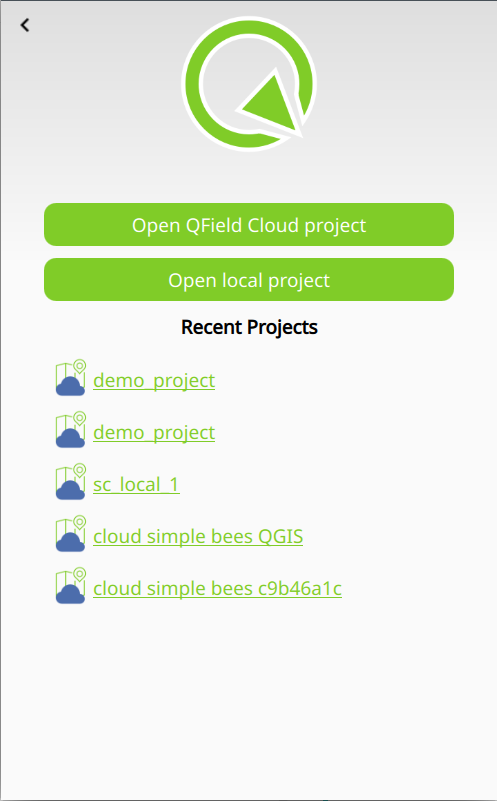 Open QField Cloud project
Open local project
Recent Projects
demo_project
demo_project
sc_local_1
cloud simple bees QGIS
cloud simple bees c9b46a1c